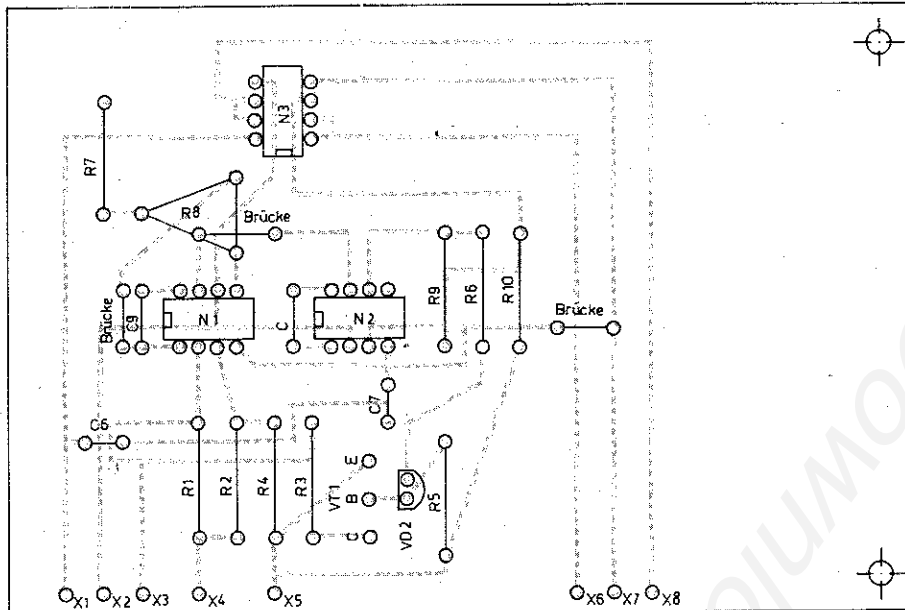 N3
R7
R8
Brücke
Brücke
C9
N1
C
N2
R9
R6
R10
Brücke
C7
C6
R1
R2
R4
R3
VT1
E
B
C
VD2
R5
X1
X2
X3
X4
X5
X6
X7
X8